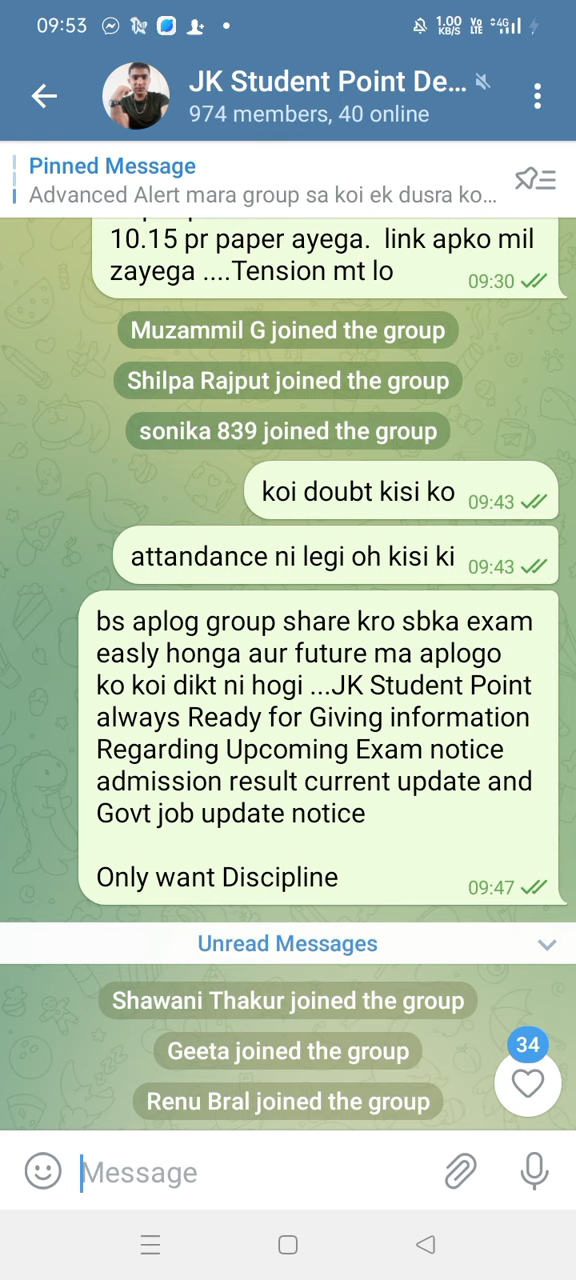 09:53
1.00
KB/S
Vo
LTE
4G
JK Student Point De...
974 members, 40 online
Pinned Message
Advanced Alert mara group sa koi ek dusra ko...
10.15 pr paper ayega. link apko mil
zayega ....Tension mt lo
09:30
Muzammil G joined the group
Shilpa Rajput joined the group
sonika 839 joined the group
koi doubt kisi ko
09:43
attandance ni legi oh kisi ki
09:43
bs aplog group share kro sbka exam
easly honga aur future ma aplogo
ko koi dikt ni hogi ...JK Student Point
always Ready for Giving information
Regarding Upcoming Exam notice
admission result current update and
Govt job update notice
Only want Discipline
09:47
Unread Messages
Shawani Thakur joined the group
Geeta joined the group
34
Renu Bral joined the group
Message